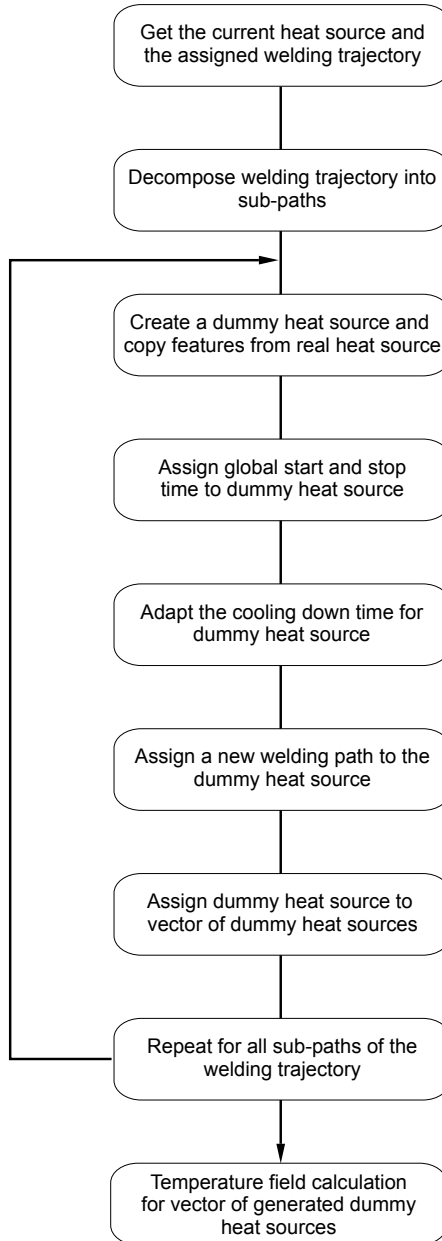 Get the current heat source and
the assigned welding trajectory
Decompose welding trajectory into
sub-paths
Create a dummy heat source and
copy features from real heat source
Assign global start and stop
time to dummy heat source
Adapt the cooling down time for
dummy heat source
Assign a new welding path to the
dummy heat source
Assign dummy heat source to
vector of dummy heat sources
Repeat for all sub-paths of the
welding trajectory
Temperature field calculation
for vector of generated dummy
heat sources